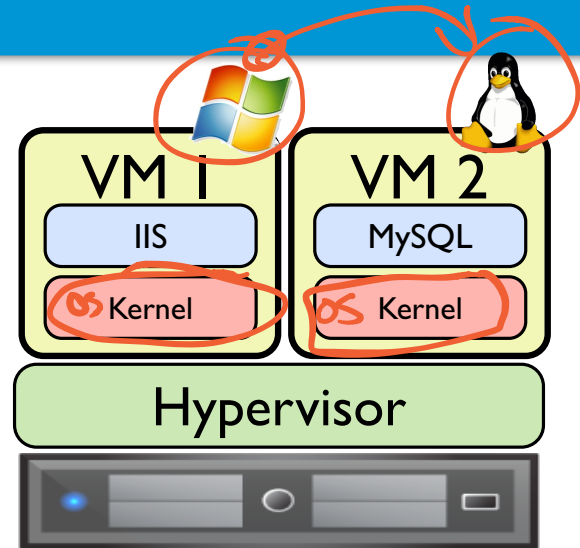 VM 1
VM 2
IIS
MySQL
OS Kernel
OS Kernel
Hypervisor